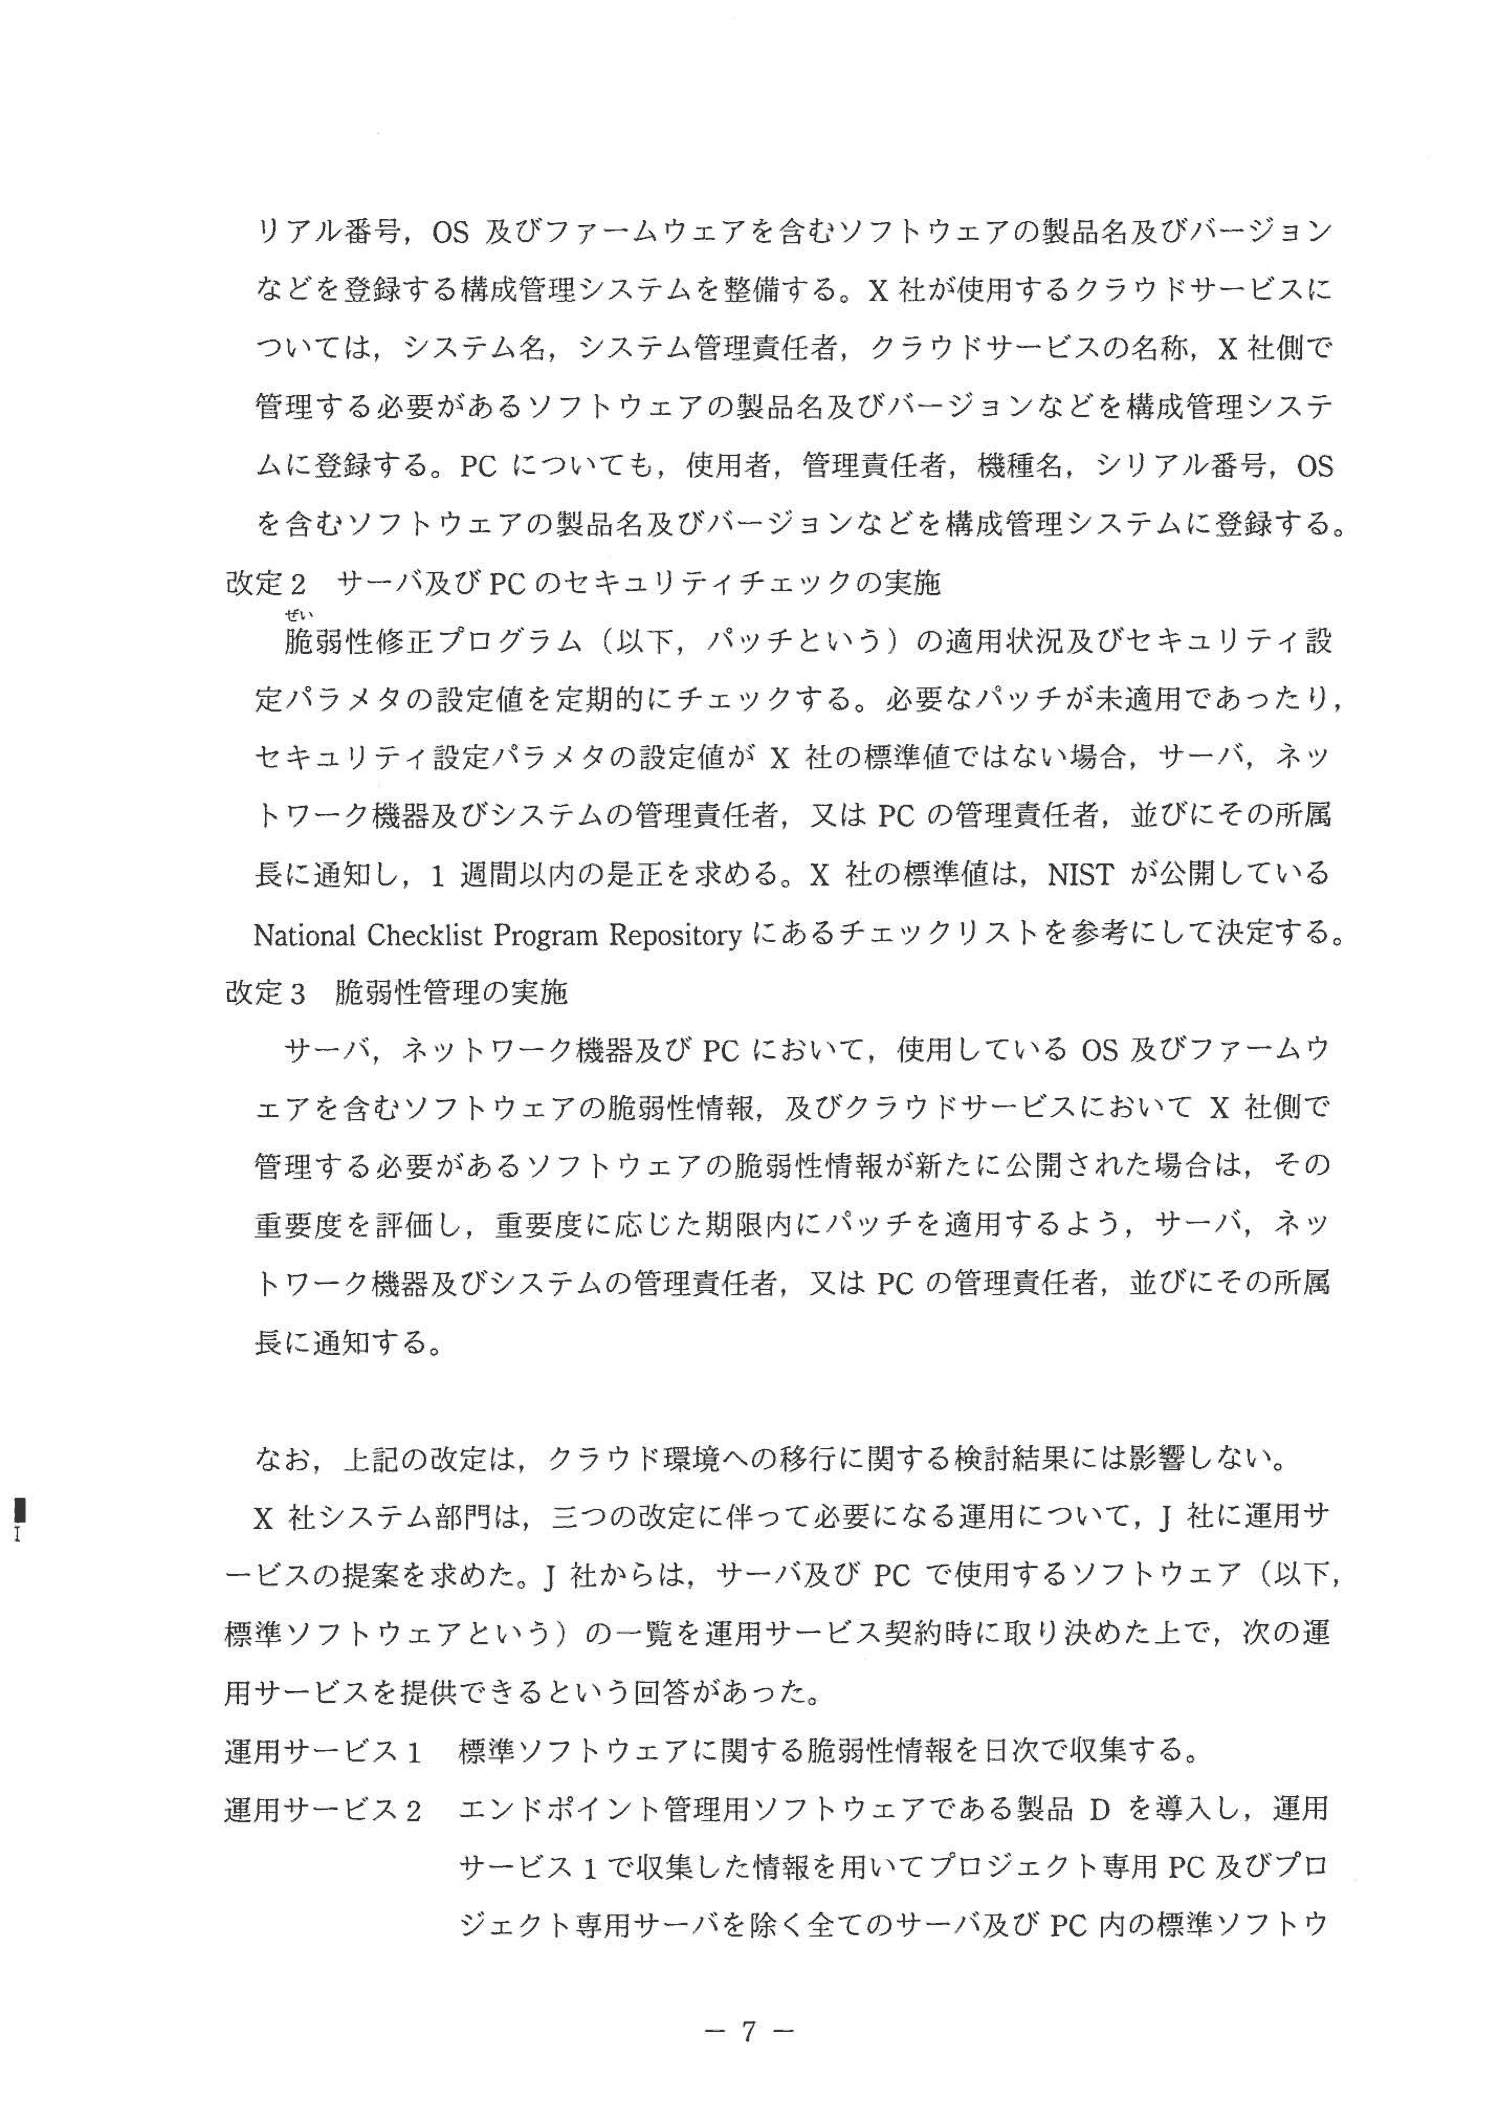 リアル番号，OS 及びファームウェアを含むソフトウェアの製品名及びバージョン
などを登録する構成管理システムを整備する。X 社が使用するクラウドサービスに
ついては，システム名，システム管理責任者，クラウドサービスの名称，X 社側で
管理する必要があるソフトウェアの製品名及びバージョンなどを構成管理システ
ムに登録する。PC についても，使用者，管理責任者，機種名，シリアル番号，OS
を含むソフトウェアの製品名及びバージョンなどを構成管理システムに登録する。
改定 2　サーバ及び PC のセキュリティチェックの実施
ぜい
脆弱性修正プログラム（以下，パッチという）の適用状況及びセキュリティ設
定パラメタの設定値を定期的にチェックする。必要なパッチが未適用であったり，
セキュリティ設定パラメタの設定値が X 社の標準値ではない場合，サーバ，ネッ
トワーク機器及びシステムの管理責任者，又は PC の管理責任者，並びにその所属
長に通知し，1 週間以内の是正を求める。X 社の標準値は，NIST が公開している
National Checklist Program Repository にあるチェックリストを参考にして決定する。
改定 3　脆弱性管理の実施
サーバ，ネットワーク機器及び PC において，使用している OS 及びファームウ
ェアを含むソフトウェアの脆弱性情報，及びクラウドサービスにおいて X 社側で
管理する必要があるソフトウェアの脆弱性情報が新たに公開された場合は，その
重要度を評価し，重要度に応じた期限内にパッチを適用するよう，サーバ，ネッ
トワーク機器及びシステムの管理責任者，又は PC の管理責任者，並びにその所属
長に通知する。
なお，上記の改定は，クラウド環境への移行に関する検討結果には影響しない。
X 社システム部門は，三つの改定に伴って必要になる運用について，J 社に運用サ
ービスの提案を求めた。J 社からは，サーバ及び PC で使用するソフトウェア（以下，
標準ソフトウェアという）の一覧を運用サービス契約時に取り決めた上で，次の運
用サービスを提供できるという回答があった。
運用サービス 1　標準ソフトウェアに関する脆弱性情報を日次で収集する。
運用サービス 2　エンドポイント管理用ソフトウェアである製品 D を導入し，運用
サービス 1 で収集した情報を用いてプロジェクト専用 PC 及びプロ
ジェクト専用サーバを除く全てのサーバ及び PC 内の標準ソフトウ
I
― 7 ―